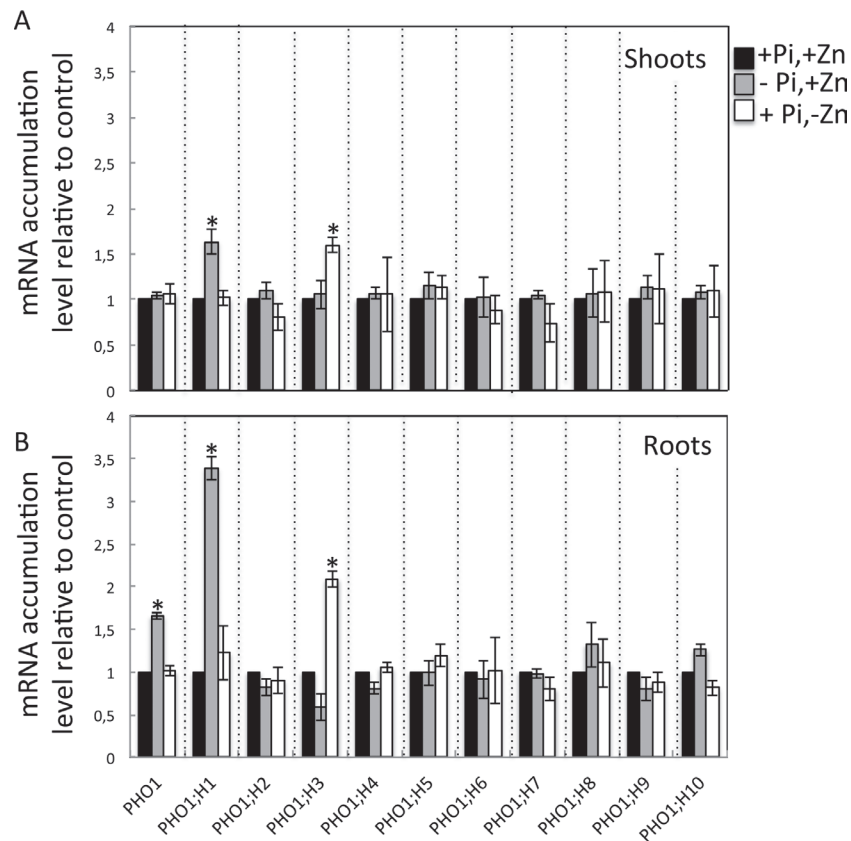 A
mRNA accumulation
level relative to control
4
3,5
3
2,5
2
1,5
1
0,5
0
Shoots
* *
+Pi,+Zn
- Pi,+Zn
+ Pi,-Zn
B
mRNA accumulation
level relative to control
4
3,5
3
2,5
2
1,5
1
0,5
0
Roots
* * *
PHO1
PHO1;H1
PHO1;H2
PHO1;H3
PHO1;H4
PHO1;H5
PHO1;H6
PHO1;H7
PHO1;H8
PHO1;H9
PHO1;H10